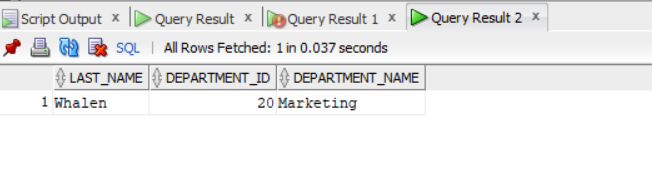 Script Output x Query Result x Query Result 1 x Query Result 2 x
SQL | All Rows Fetched: 1 in 0.037 seconds
LAST_NAME DEPARTMENT_ID DEPARTMENT_NAME
1 Whalen 20 Marketing